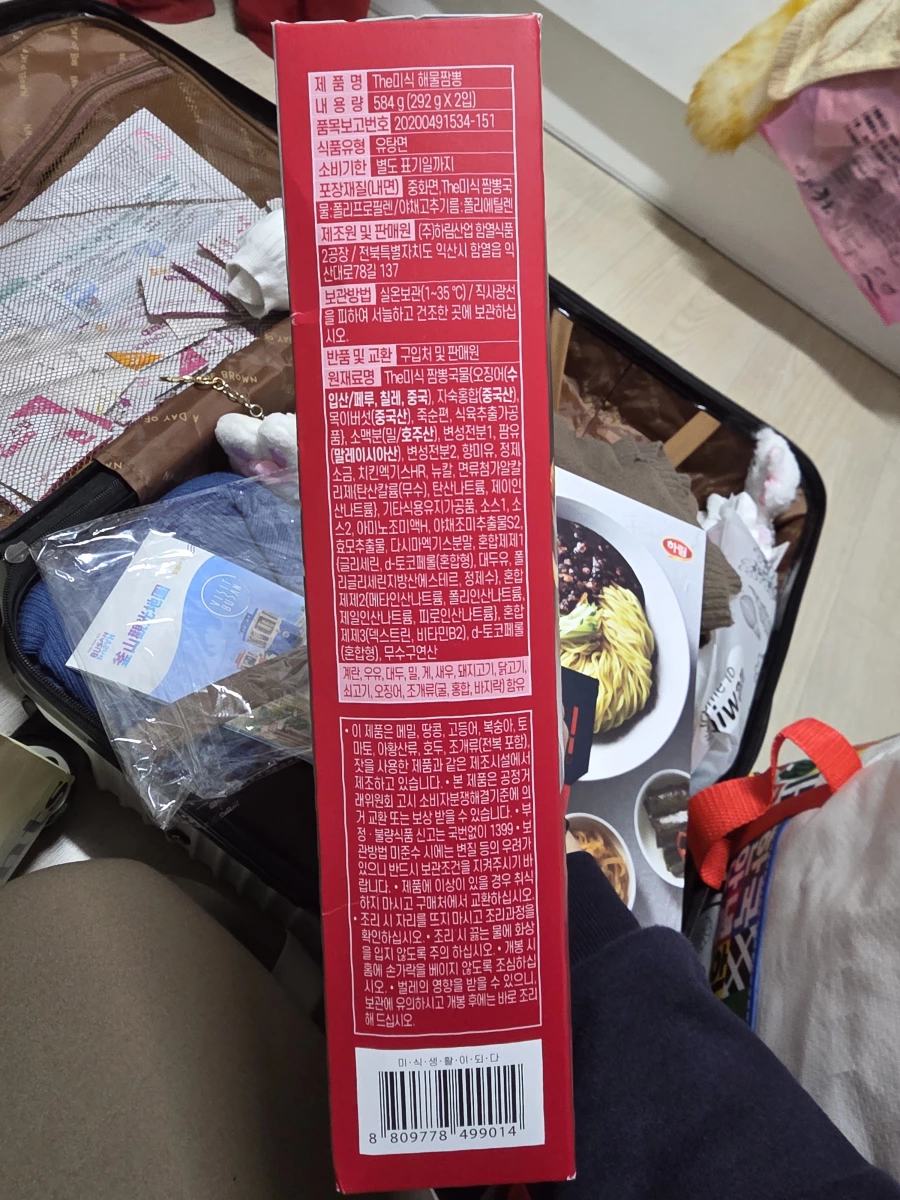 제 품 명 The미식 해물짬뽕
내 용 량 584 g (292 g X 2입)
품목보고번호 20200491534-151
식품유형 유탕면
소비기한 별도 표기일까지
포장재질(내면) 중화면,The미식 짬뽕국
물:폴리프로필렌/야채고추기름:폴리에틸렌
제조원 및 판매원 (주)하림산업 함열식품
2공장 / 전북특별자치도 익산시 함열읍 익
산대로78길 137
보관방법 실온보관(1~35 ℃) / 직사광선
을 피하여 서늘하고 건조한 곳에 보관하십
시오.
반품 및 교환 구입처 및 판매원
원재료명 The미식 짬뽕국물{오징어(수
입산/페루, 칠레, 중국), 자숙홍합(중국산),
목이버섯(중국산), 죽순편, 식육추출가공
품}, 소맥분(밀/호주산), 변성전분1, 팜유
(말레이시아산), 변성전분2, 향미유, 정제
소금, 치킨엑기스HR, 뉴칼, 면류첨가알칼
리제(탄산칼륨(무수), 탄산나트륨, 제이인
산나트륨), 기타식용유지가공품, 소스1, 소
스2, 아미노조미액H, 야채조미추출물S2,
효모추출물, 다시마엑기스분말, 혼합제제1
(글리세린, d-토코페롤(혼합형), 대두유, 폴
리글리세린지방산에스테르, 정제수), 혼합
제제2(메타인산나트륨, 폴리인산나트륨,
제일인산나트륨, 피로인산나트륨), 혼합
제제3(덱스트린, 비타민B2), d-토코페롤
(혼합형), 무수구연산
계란, 우유, 대두, 밀, 게, 새우, 돼지고기, 닭고기,
쇠고기, 오징어, 조개류(굴, 홍합, 바지락) 함유
• 이 제품은 메밀, 땅콩, 고등어, 복숭아, 토
마토, 아황산류, 호두, 조개류(전복 포함),
잣을 사용한 제품과 같은 제조시설에서
제조하고 있습니다. • 본 제품은 공정거
래위원회 고시 소비자분쟁해결기준에 의
거 교환 또는 보상 받을 수 있습니다. • 부
정·불량식품 신고는 국번없이 1399 • 보
관방법 미준수 시에는 변질 등의 우려가
있으니 반드시 보관조건을 지켜주시기 바
랍니다. • 제품에 이상이 있을 경우 취식
하지 마시고 구매처에서 교환하십시오.
• 조리 시 자리를 뜨지 마시고 조리과정을
확인하십시오. • 조리 시 끓는 물에 화상
을 입지 않도록 주의 하십시오. • 개봉 시
홈에 손가락을 베이지 않도록 조심하십
시오. • 벌레의 영향을 받을 수 있으니,
보관에 유의하시고 개봉 후에는 바로 조리
해 드십시오.
미·식·생·활·이·되·다
8 809778 499014
하림
A DAY OF